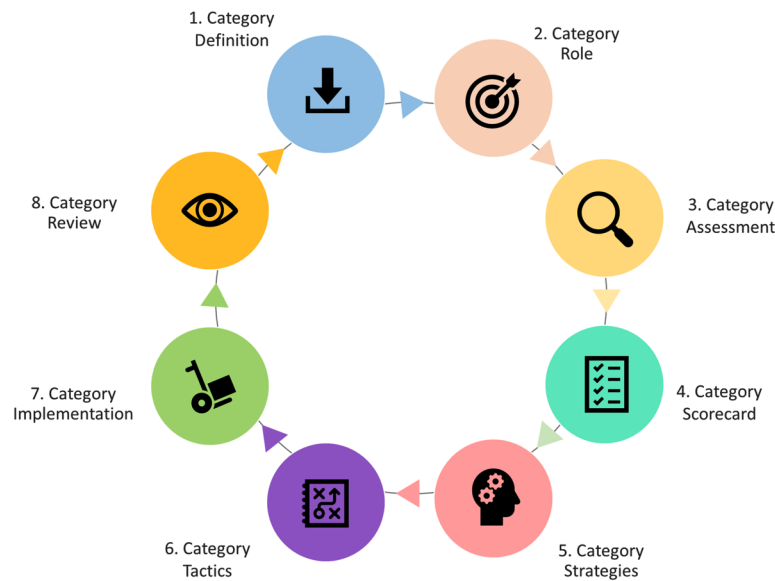 1. Category
Definition
2. Category
Role
3. Category
Assessment
4. Category
Scorecard
5. Category
Strategies
6. Category
Tactics
7. Category
Implementation
8. Category
Review